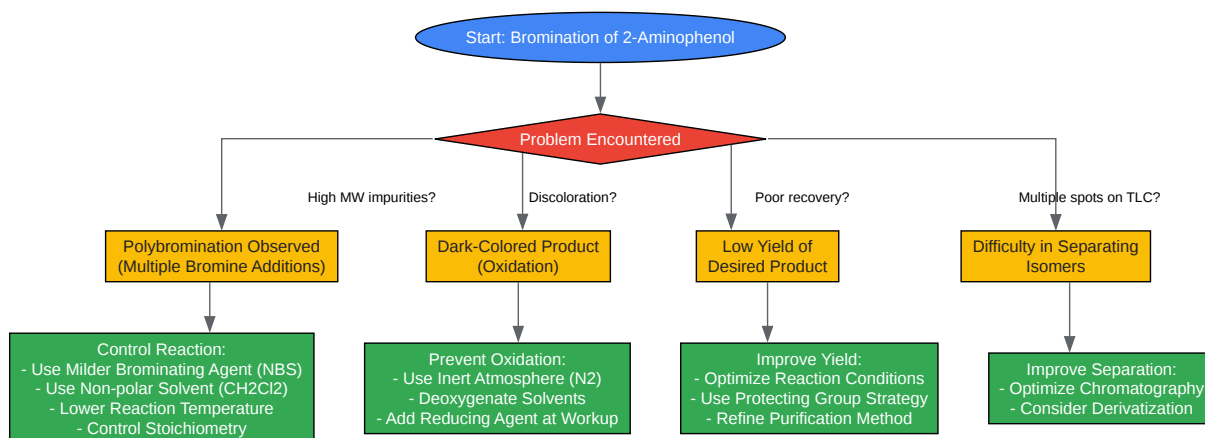 Start: Bromination of 2-Aminophenol
Problem Encountered
High MW impurities?
Discoloration?
Poor recovery?
Multiple spots on TLC?
Polybromination Observed
(Multiple Bromine Additions)
Dark-Colored Product
(Oxidation)
Low Yield of
Desired Product
Difficulty in Separating
Isomers
Control Reaction:
- Use Milder Brominating Agent (NBS)
- Use Non-polar Solvent (CH2Cl2)
- Lower Reaction Temperature
- Control Stoichiometry
Prevent Oxidation:
- Use Inert Atmosphere (N2)
- Deoxygenate Solvents
- Add Reducing Agent at Workup
Improve Yield:
- Optimize Reaction Conditions
- Use Protecting Group Strategy
- Refine Purification Method
Improve Separation:
- Optimize Chromatography
- Consider Derivatization